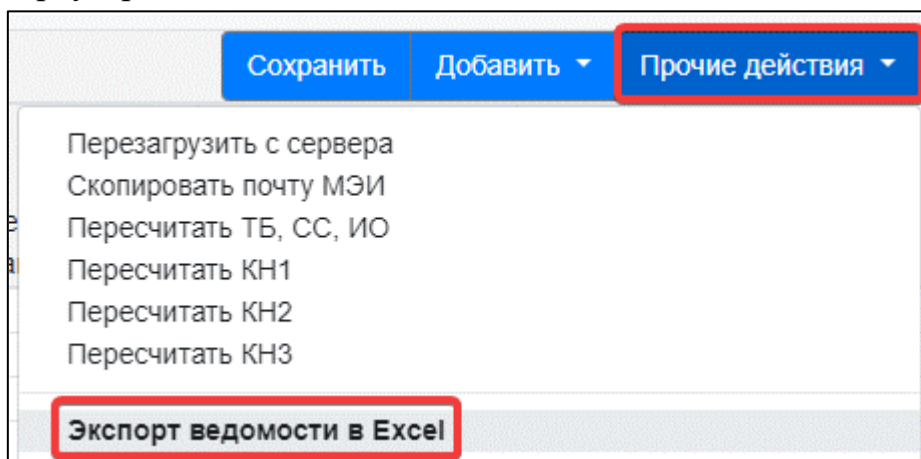 Сохранить Добавить Прочие действия
Перезагрузить с сервера
Скопировать почту МЭИ
Пересчитать ТБ, СС, ИО
Пересчитать КН1
Пересчитать КН2
Пересчитать КН3
Экспорт ведомости в Excel